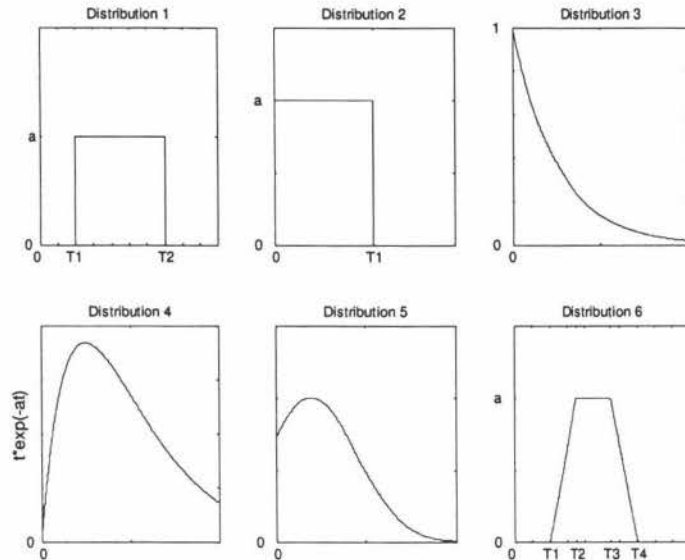 Distribution 1
a
0
0
T1
T2
Distribution 2
a
0
0
T1
Distribution 3
1
0
0
Distribution 4
t*exp(-at)
0
0
Distribution 5
0
0
Distribution 6
a
0
0
T1
T2
T3
T4